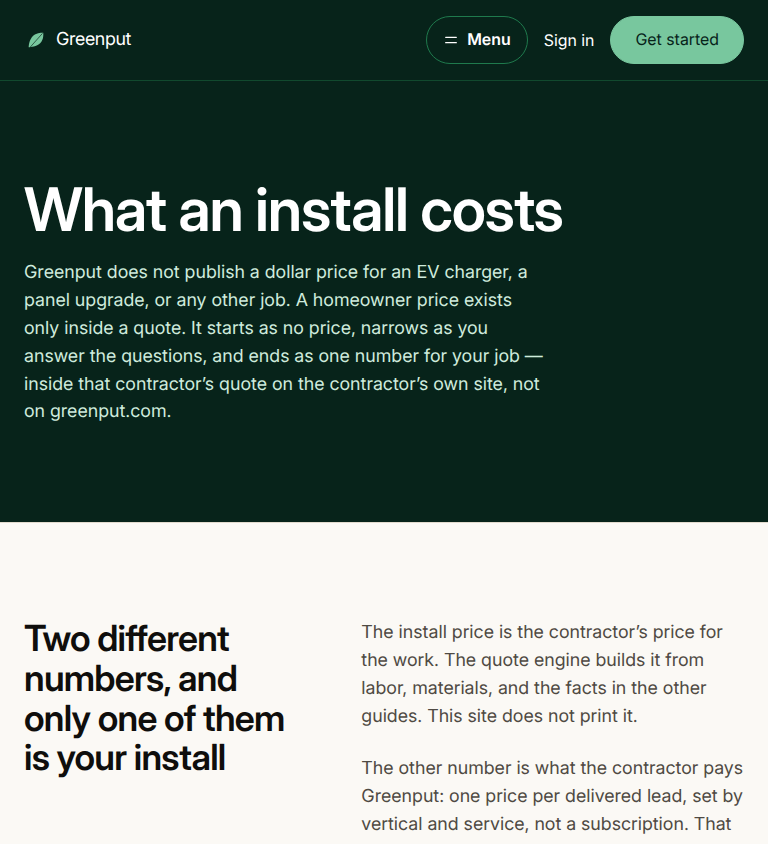 Greenput
Menu
Sign in
Get started
What an install costs
Greenput does not publish a dollar price for an EV charger, a
panel upgrade, or any other job. A homeowner price exists
only inside a quote. It starts as no price, narrows as you
answer the questions, and ends as one number for your job —
inside that contractor’s quote on the contractor’s own site, not
on greenput.com.
Two different
numbers, and
only one of them
is your install
The install price is the contractor’s price for
the work. The quote engine builds it from
labor, materials, and the facts in the other
guides. This site does not print it.
The other number is what the contractor pays
Greenput: one price per delivered lead, set by
vertical and service, not a subscription. That